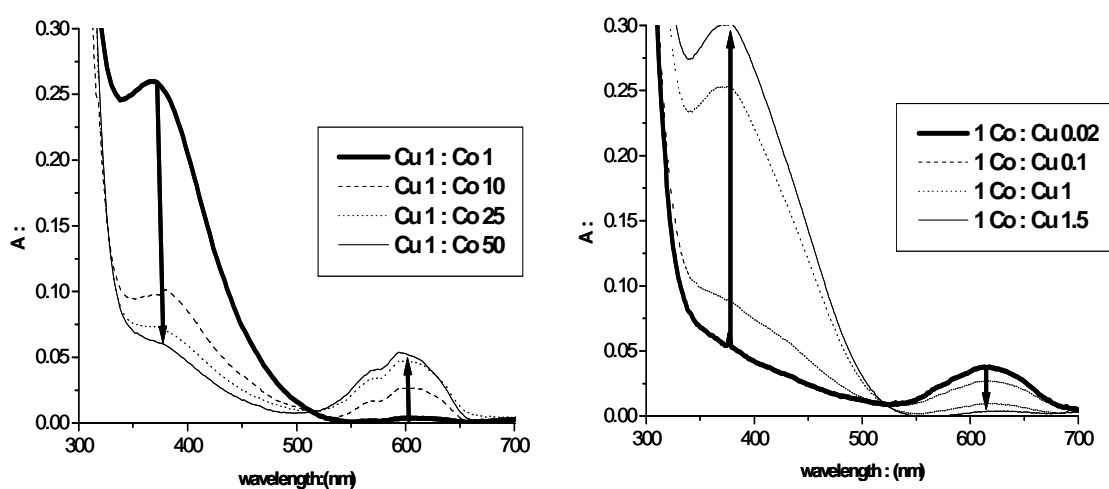 0.30
0.25
0.20
0.15
0.10
0.05
0.00
A :
300
400
500
600
700
wavelength:(nm)
Cu 1 : Co 1
Cu 1 : Co 10
Cu 1 : Co 25
Cu 1 : Co 50
0.30
0.25
0.20
0.15
0.10
0.05
0.00
A :
300
400
500
600
700
wavelength : (nm)
1 Co : Cu 0.02
1 Co : Cu 0.1
1 Co : Cu 1
1 Co : Cu 1.5